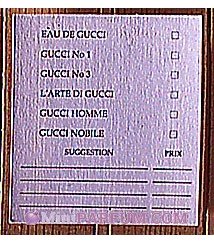 EAU DE GUCCI □
GUCCI No 1 □
GUCCI No 3 □
L'ARTE DI GUCCI □
GUCCI HOMME □
GUCCI NOBILE □
SUGGESTION PRIX